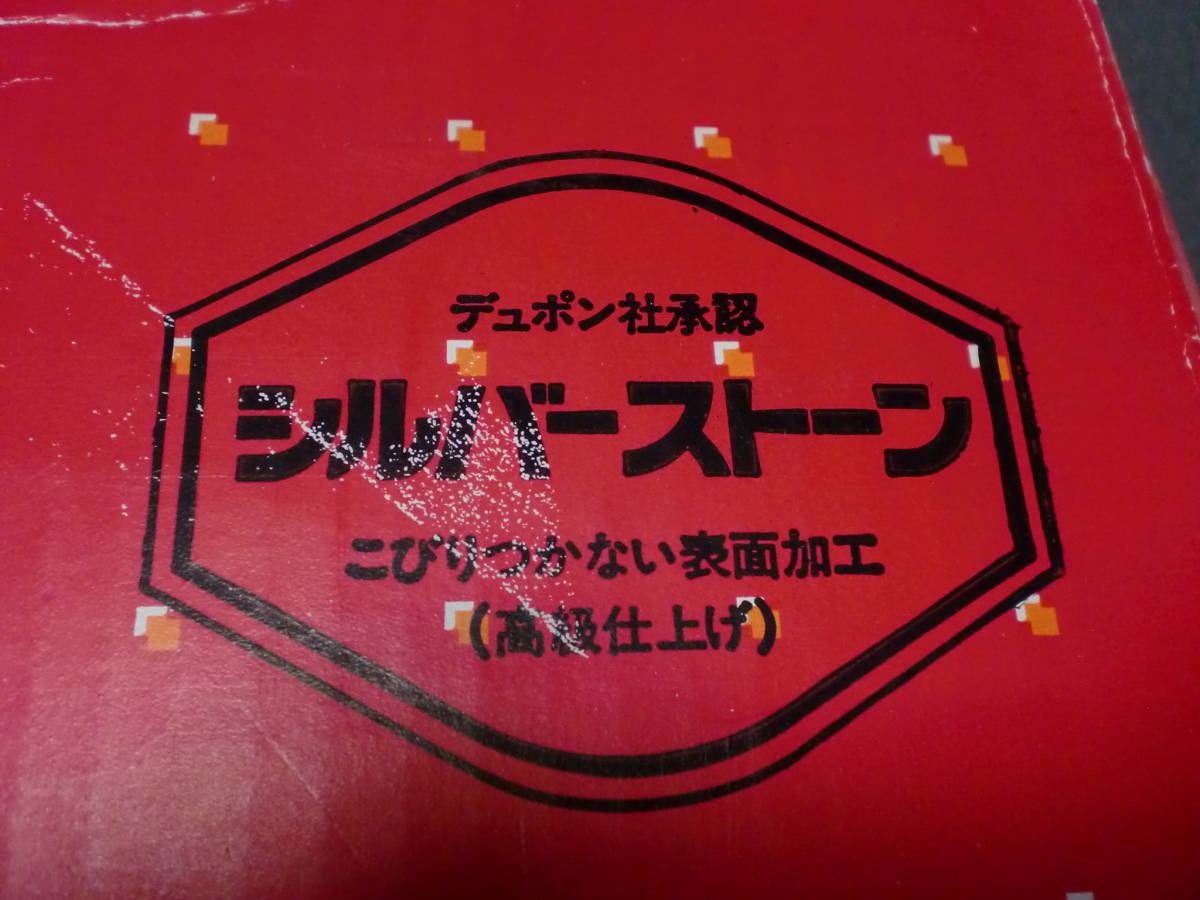 デュポン社承認
シルバーストーン
こびりつかない表面加工
(高級仕上げ)